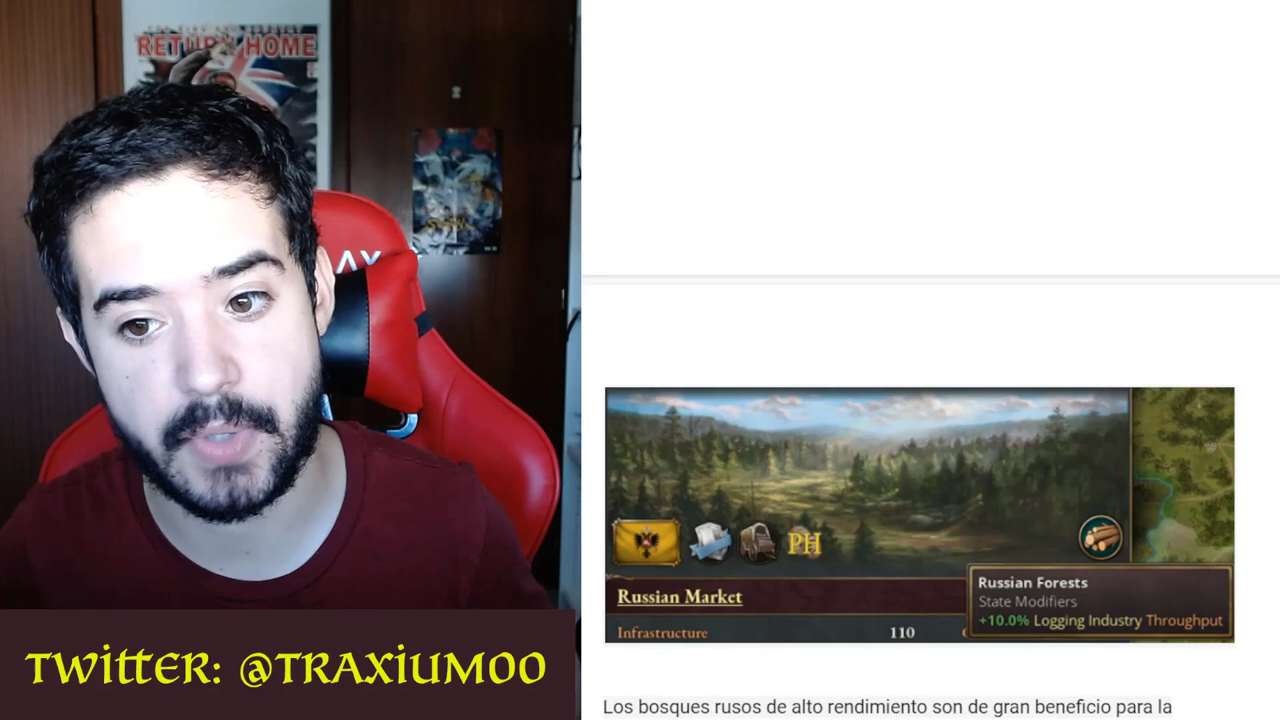 RETURN HOME
AX
Russian Market
Infrastructure
110
PH
Russian Forests
State Modifiers
+10.0% Logging Industry Throughput
Los bosques rusos de alto rendimiento son de gran beneficio para la
TWITTER: @TRAXIUM00